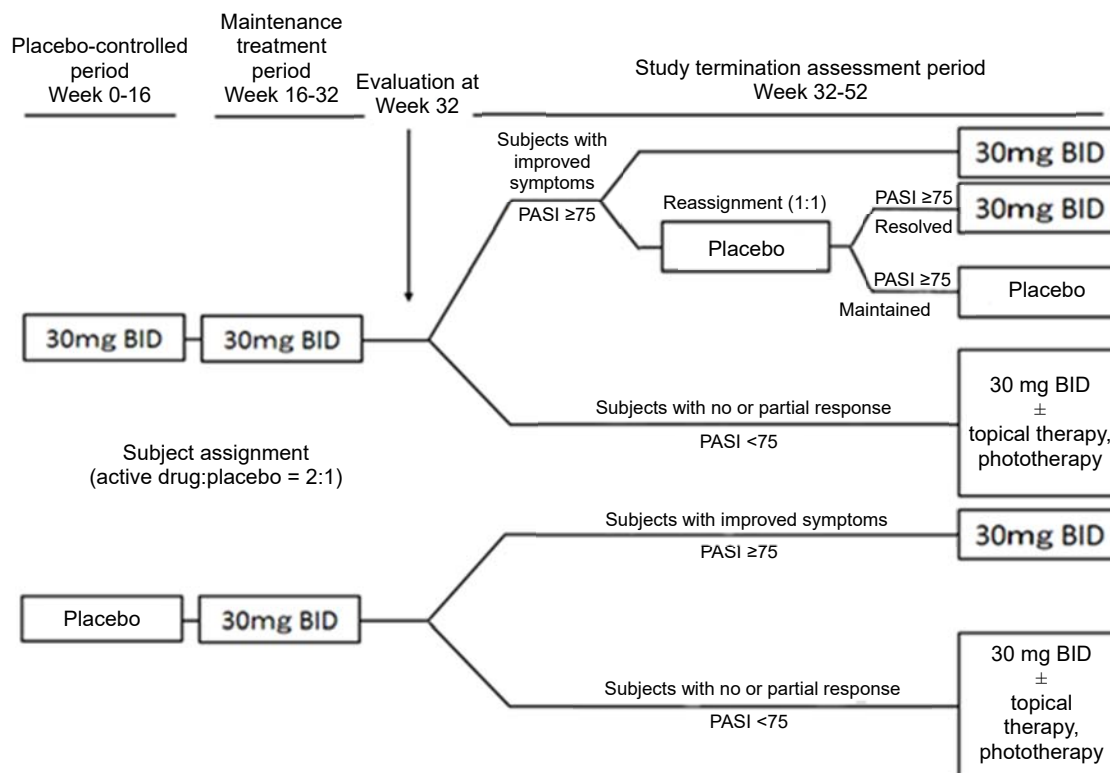 Placebo-controlled
period
Week 0-16
Maintenance
treatment
period
Week 16-32
Evaluation at
Week 32
Study termination assessment period
Week 32-52
Subjects with
improved
symptoms
PASI ≥75
30mg BID
Reassignment (1:1)
Placebo
PASI ≥75
Resolved
30mg BID
PASI ≥75
Maintained
Placebo
30mg BID
30mg BID
Subjects with no or partial response
PASI <75
30 mg BID
±
topical therapy,
phototherapy
Subject assignment
(active drug:placebo = 2:1)
Subjects with improved symptoms
PASI ≥75
30mg BID
Placebo
30mg BID
Subjects with no or partial response
PASI <75
30 mg BID
±
topical
therapy,
phototherapy